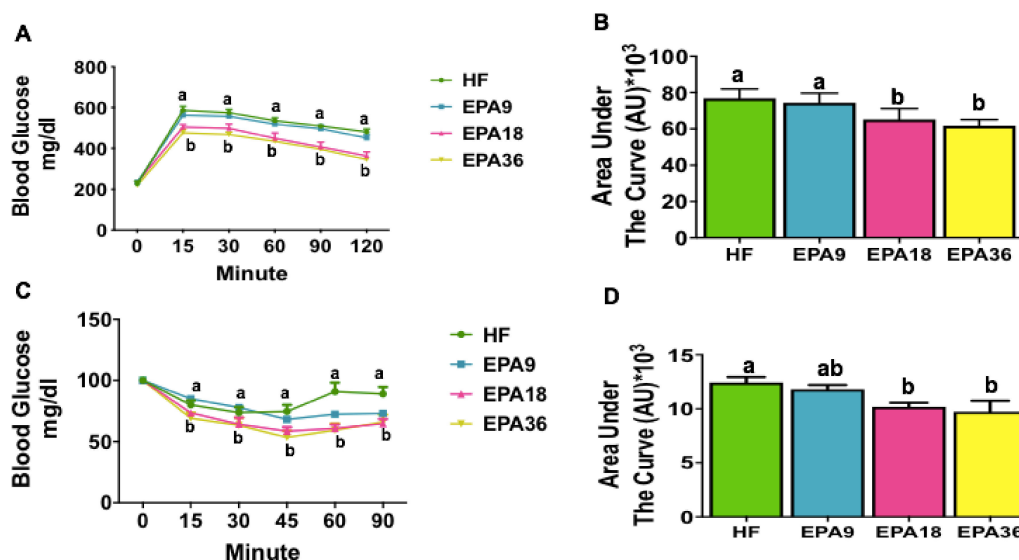 A
Blood Glucose
mg/dl
800
600
400
200
0
a a a a a
b b b b b
0 15 30 60 90 120
Minute
HF
EPA9
EPA18
EPA36
B
Area Under
The Curve (AU)*10³
80
60
40
20
0
a a b b
HF EPA9 EPA18 EPA36
C
Blood Glucose
mg/dl
150
100
50
0
a a a a a
b b b b b
0 15 30 45 60 90
Minute
HF
EPA9
EPA18
EPA36
D
Area Under
The Curve (AU)*10³
15
10
5
0
a ab b b
HF EPA9 EPA18 EPA36